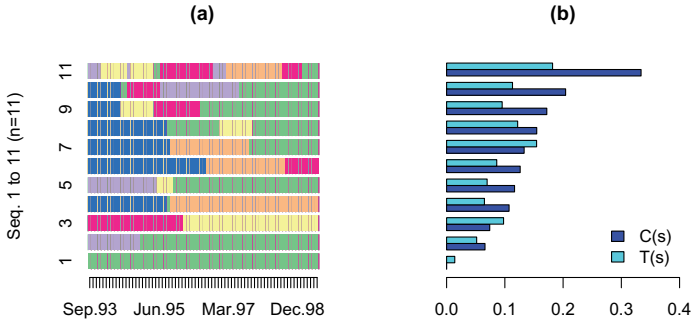 (a)
(b)
Seq. 1 to 11 (n=11)
11
9
7
5
3
1
Sep.93 Jun.95 Mar.97 Dec.98
C(s)
T(s)
0.0 0.1 0.2 0.3 0.4